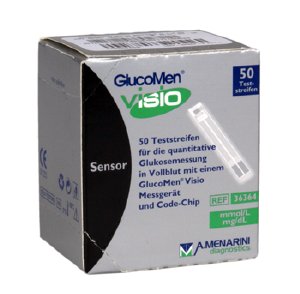 GlucoMen®
Visio
50
Test-
streifen
Sensor
50 Teststreifen
für die quantitative
Glukosemessung
in Vollblut mit einem
GlucoMen® Visio
Messgerät
und Code-Chip
REF 36364
mmol/L
mg/dL
A.MENARINI
diagnostics